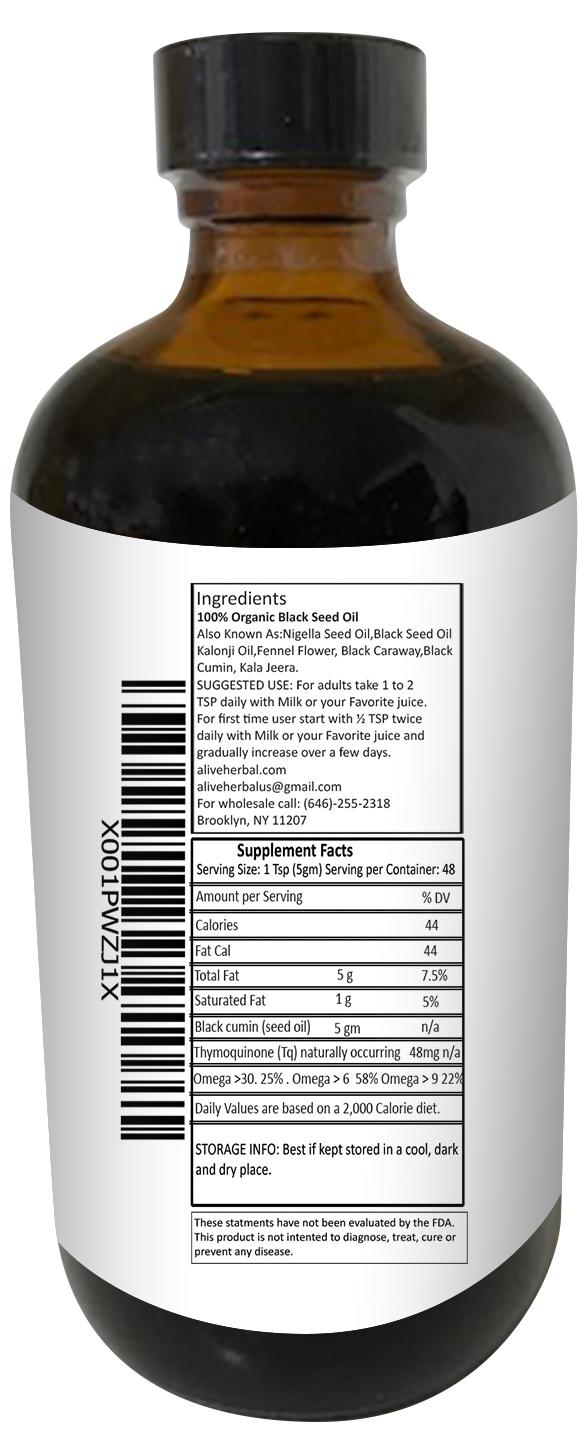 Ingredients
100% Organic Black Seed Oil
Also Known As:Nigella Seed Oil,Black Seed Oil
Kalonji Oil,Fennel Flower, Black Caraway,Black
Cumin, Kala Jeera.
SUGGESTED USE: For adults take 1 to 2
TSP daily with Milk or your Favorite juice.
For first time user start with ½ TSP twice
daily with Milk or your Favorite juice and
gradually increase over a few days.
aliveherbal.com
aliveherbalus@gmail.com
For wholesale call: (646)-255-2318
Brooklyn, NY 11207
X001PWZJ1X
Supplement Facts
Serving Size: 1 Tsp (5gm) Serving per Container: 48
Amount per Serving % DV
Calories 44
Fat Cal 44
Total Fat 5 g 7.5%
Saturated Fat 1 g 5%
Black cumin (seed oil) 5 gm n/a
Thymoquinone (Tq) naturally occurring 48mg n/a
Omega >30. 25% . Omega > 6 58% Omega > 9 22%
Daily Values are based on a 2,000 Calorie diet.
STORAGE INFO: Best if kept stored in a cool, dark
and dry place.
These statments have not been evaluated by the FDA.
This product is not intented to diagnose, treat, cure or
prevent any disease.